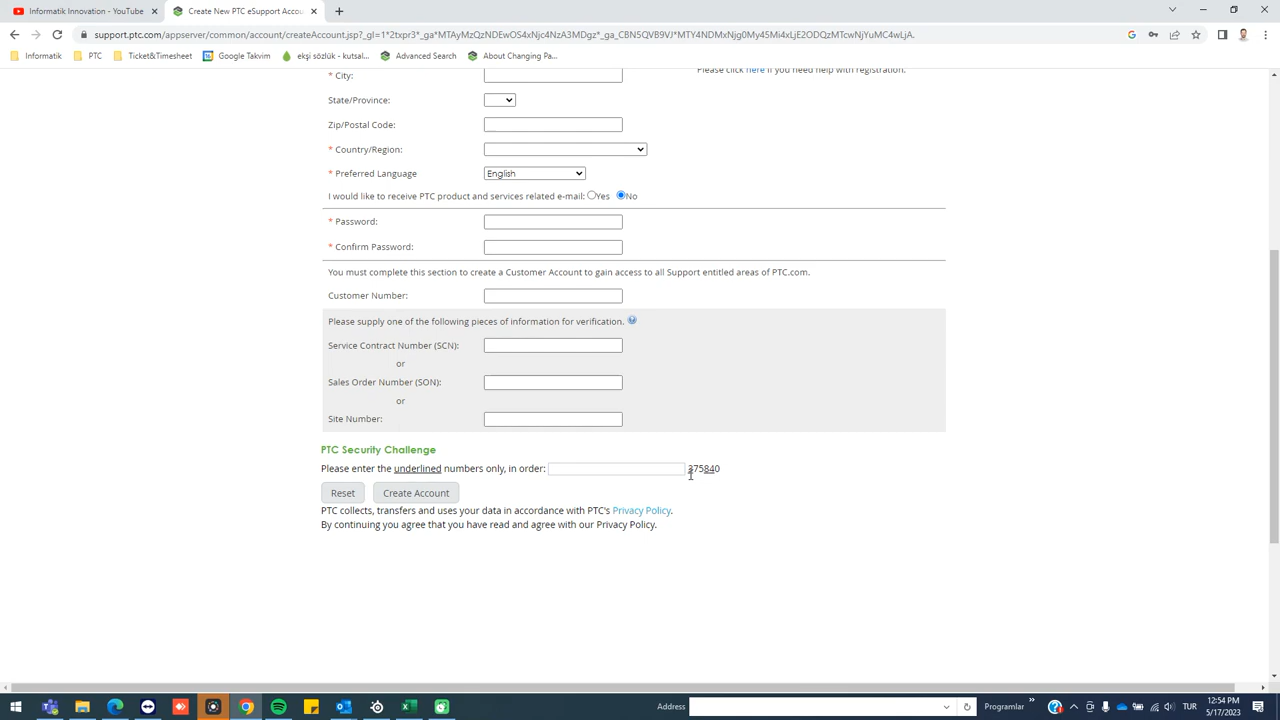 Informatik Innovation - YouTube
Create New PTC eSupport Accou
support.ptc.com/appserver/common/account/createAccount.jsp?_gl=1*2txpr3*_ga*MTAyMzQzNDEwOS4xNjc4NzA3MDgz*_ga_CBN5QVB9VJ*MTY4NDMxNjg0My45Mi4xLjE2ODQzMTcwNjYuMC4wLjA.
Informatik
PTC
Ticket&Timesheet
Google Takvim
ekşi sözlük - kutsal...
Advanced Search
About Changing Pa...
* City:
Please click here if you need help with registration.
State/Province:
Zip/Postal Code:
* Country/Region:
* Preferred Language English
I would like to receive PTC product and services related e-mail: Yes No
* Password:
* Confirm Password:
You must complete this section to create a Customer Account to gain access to all Support entitled areas of PTC.com.
Customer Number:
Please supply one of the following pieces of information for verification.
Service Contract Number (SCN):
or
Sales Order Number (SON):
or
Site Number:
PTC Security Challenge
Please enter the underlined numbers only, in order: 375840
Reset Create Account
PTC collects, transfers and uses your data in accordance with PTC's Privacy Policy.
By continuing you agree that you have read and agree with our Privacy Policy.
Address
Programlar
TUR
12:54 PM
5/17/2023